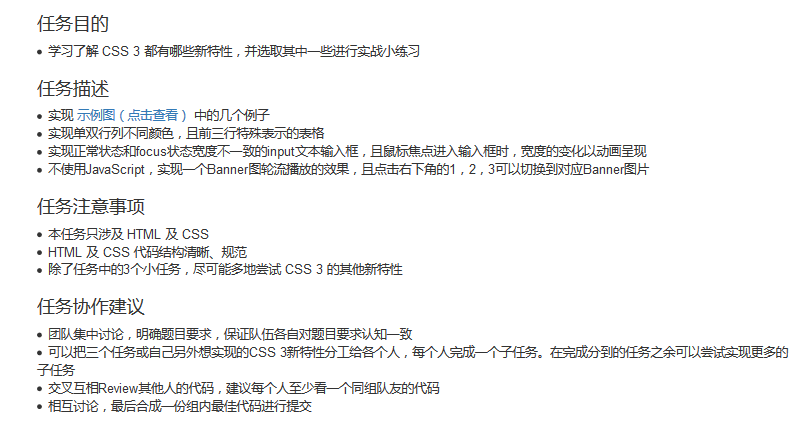 任务目的
● 学习了解 CSS 3 都有哪些新特性，并选取其中一些进行实战小练习
任务描述
● 实现 示例图（点击查看） 中的几个例子
● 实现单双行列不同颜色，且前三行特殊表示的表格
● 实现正常状态和focus状态宽度不一致的input文本输入框，且鼠标焦点进入输入框时，宽度的变化以动画呈现
● 不使用JavaScript，实现一个Banner图轮流播放的效果，且点击右下角的1，2，3可以切换到对应Banner图片
任务注意事项
● 本任务只涉及 HTML 及 CSS
● HTML 及 CSS 代码结构清晰、规范
● 除了任务中的3个小任务，尽可能多地尝试 CSS 3 的其他新特性
任务协作建议
● 团队集中讨论，明确题目要求，保证队伍各自对题目要求认知一致
● 可以把三个任务或自己另外想实现的CSS 3新特性分工给各个人，每个人完成一个子任务。在完成分到的任务之余可以尝试实现更多的
子任务
● 交叉互相Review其他人的代码，建议每个人至少看一个同组队友的代码
● 相互讨论，最后合成一份组内最佳代码进行提交